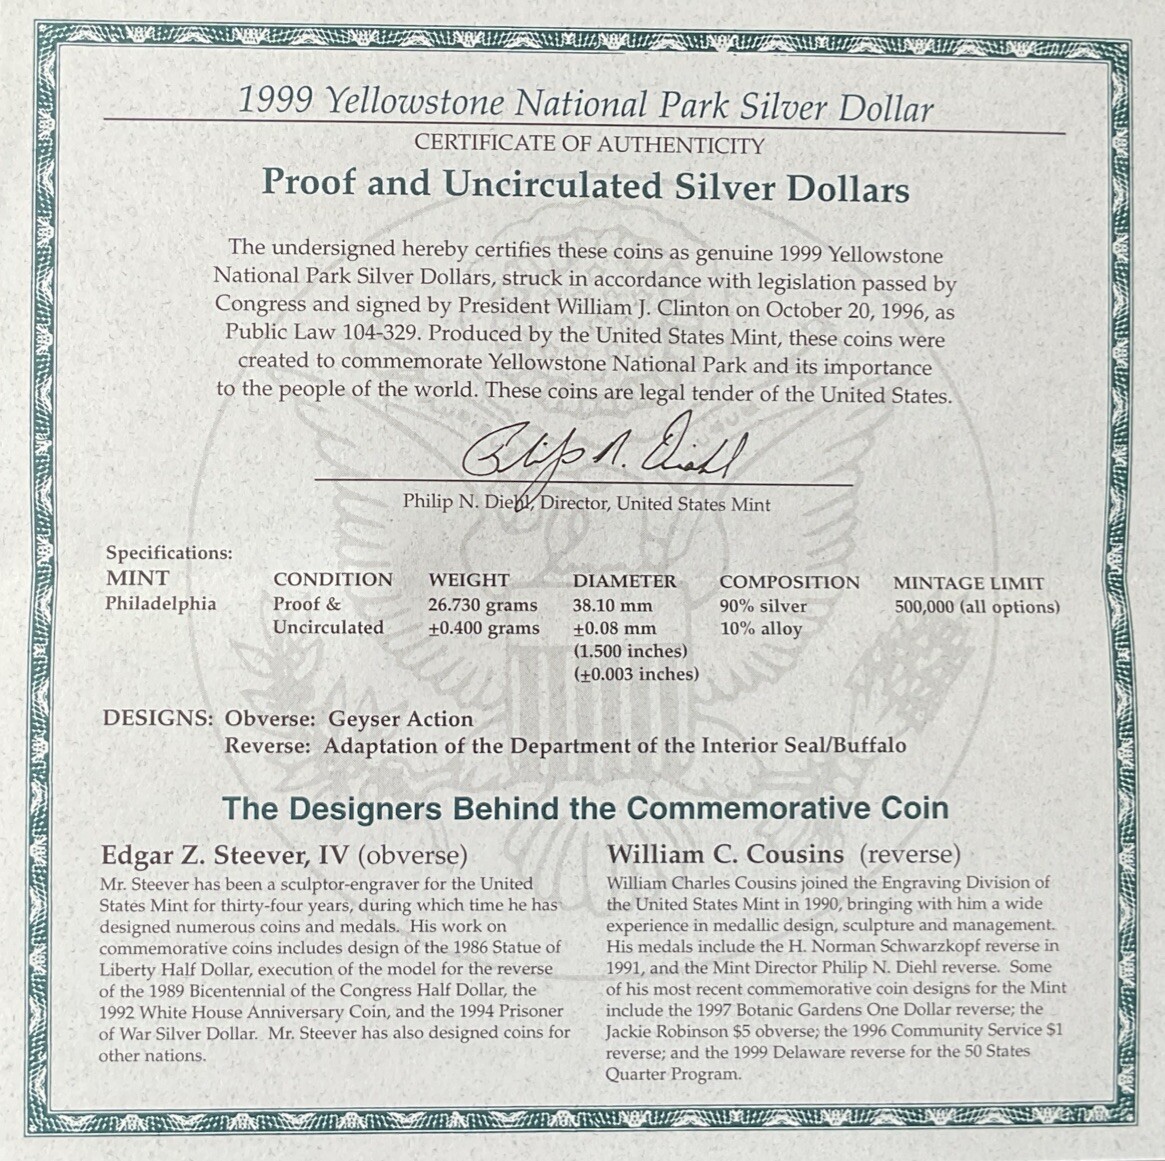 1999 Yellowstone National Park Silver Dollar
CERTIFICATE OF AUTHENTICITY
Proof and Uncirculated Silver Dollars
The undersigned hereby certifies these coins as genuine 1999 Yellowstone
National Park Silver Dollars, struck in accordance with legislation passed by
Congress and signed by President William J. Clinton on October 20, 1996, as
Public Law 104-329. Produced by the United States Mint, these coins were
created to commemorate Yellowstone National Park and its importance
to the people of the world. These coins are legal tender of the United States.
Philip N. Diehl
Philip N. Diehl, Director, United States Mint
Specifications:
MINT CONDITION WEIGHT DIAMETER COMPOSITION MINTAGE LIMIT
Philadelphia Proof & 26.730 grams 38.10 mm 90% silver 500,000 (all options)
Uncirculated ±0.400 grams ±0.08 mm 10% alloy
(1.500 inches)
(±0.003 inches)
DESIGNS: Obverse: Geyser Action
Reverse: Adaptation of the Department of the Interior Seal/Buffalo
The Designers Behind the Commemorative Coin
Edgar Z. Steever, IV (obverse)
Mr. Steever has been a sculptor-engraver for the United
States Mint for thirty-four years, during which time he has
designed numerous coins and medals. His work on
commemorative coins includes design of the 1986 Statue of
Liberty Half Dollar, execution of the model for the reverse
of the 1989 Bicentennial of the Congress Half Dollar, the
1992 White House Anniversary Coin, and the 1994 Prisoner
of War Silver Dollar. Mr. Steever has also designed coins for
other nations.
William C. Cousins (reverse)
William Charles Cousins joined the Engraving Division of
the United States Mint in 1990, bringing with him a wide
experience in medallic design, sculpture and management.
His medals include the H. Norman Schwarzkopf reverse in
1991, and the Mint Director Philip N. Diehl reverse. Some
of his most recent commemorative coin designs for the Mint
include the 1997 Botanic Gardens One Dollar reverse; the
Jackie Robinson $5 obverse; the 1996 Community Service $1
reverse; and the 1999 Delaware reverse for the 50 States
Quarter Program.